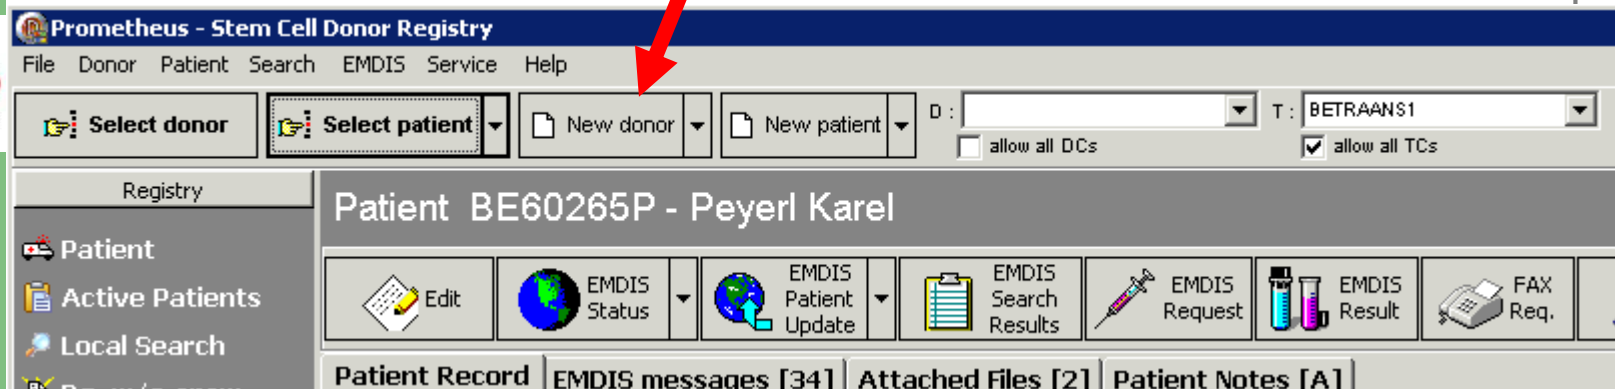 Prometheus - Stem Cell Donor Registry
File Donor Patient Search EMDIS Service Help
Select donor Select patient New donor New patient D : T : BETRAANS1
allow all DCs allow all TCs
Registry
Patient BE60265P - Peyerl Karel
Patient
Active Patients
Local Search
Edit
EMDIS
Status
EMDIS
Patient
Update
EMDIS
Search
Results
EMDIS
Request
EMDIS
Result
FAX
Req.
Patient Record EMDIS messages [34] Attached Files [2] Patient Notes [A]